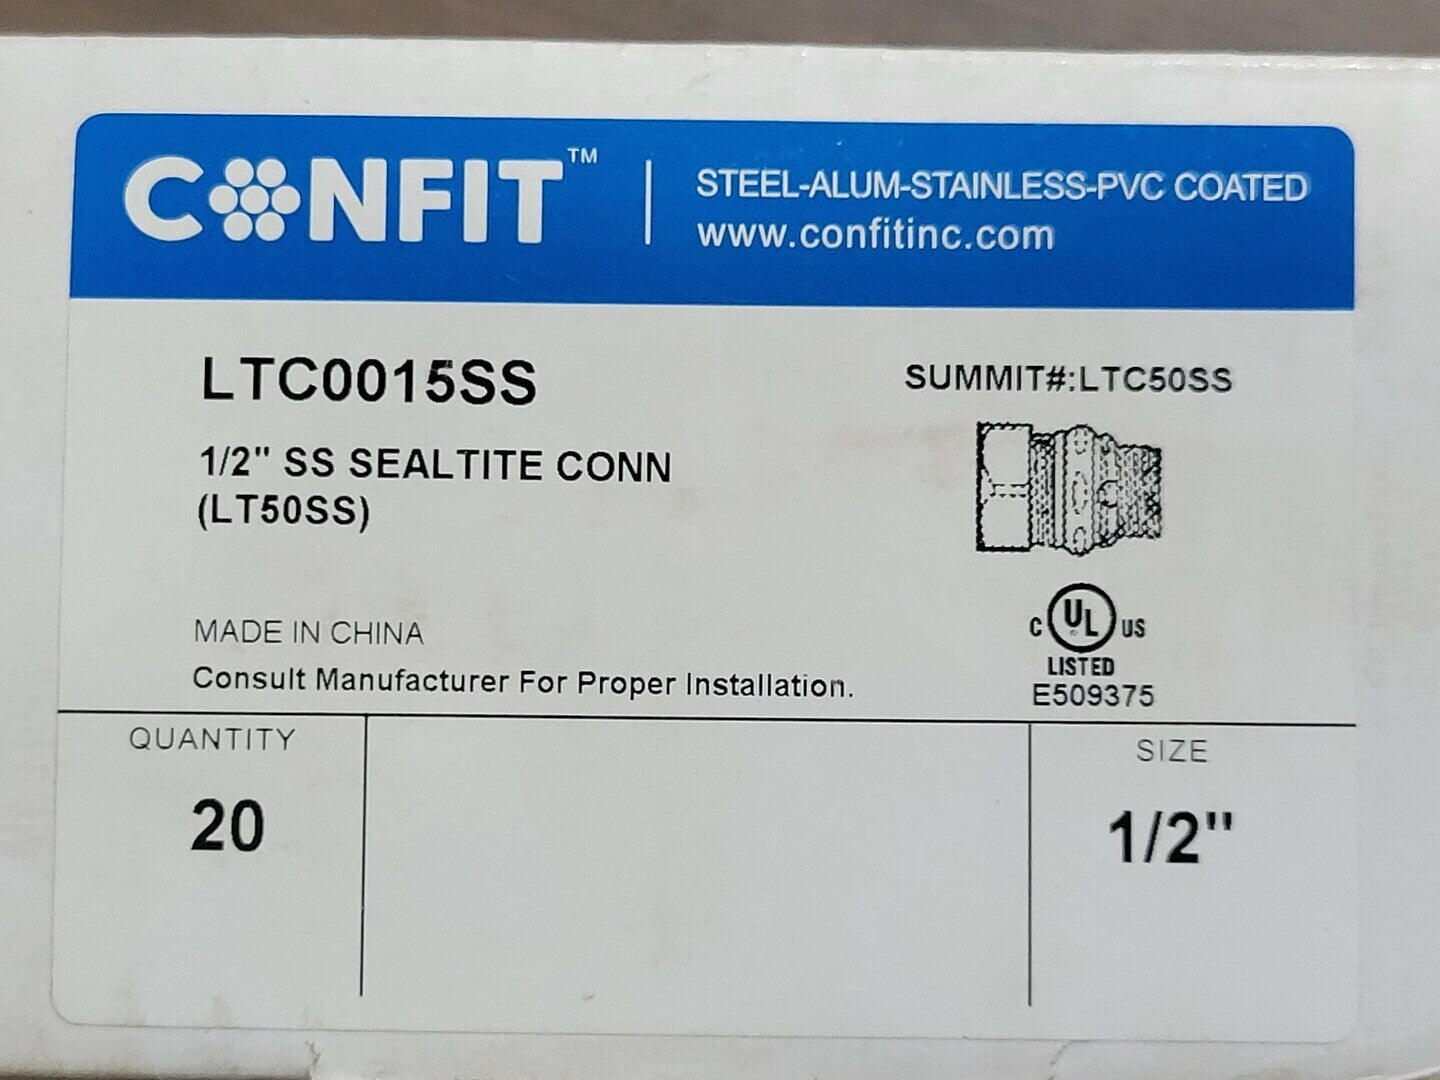 CONFIT™
STEEL-ALUM-STAINLESS-PVC COATED
www.confitinc.com
LTC0015SS
SUMMIT#:LTC50SS
1/2" SS SEALTITE CONN
(LT50SS)
C UL US
LISTED
E509375
MADE IN CHINA
Consult Manufacturer For Proper Installation.
QUANTITY
20
SIZE
1/2"